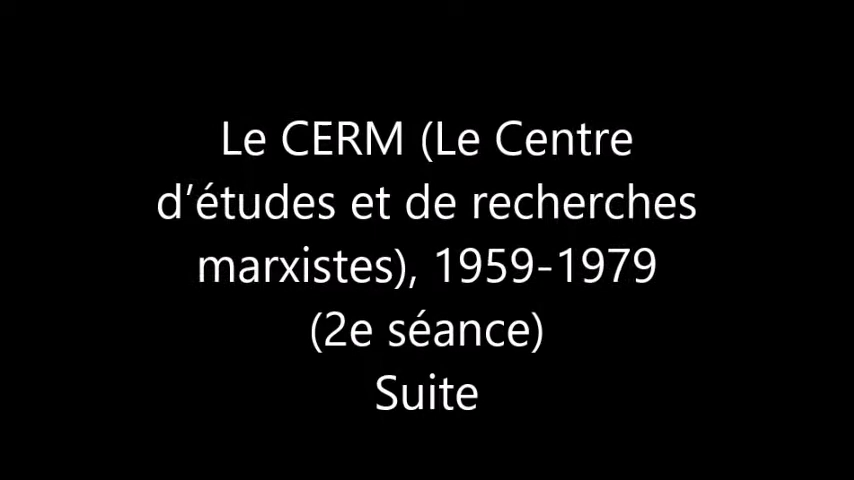 Le CERM (Le Centre
d’études et de recherches
marxistes), 1959-1979
(2e séance)
Suite